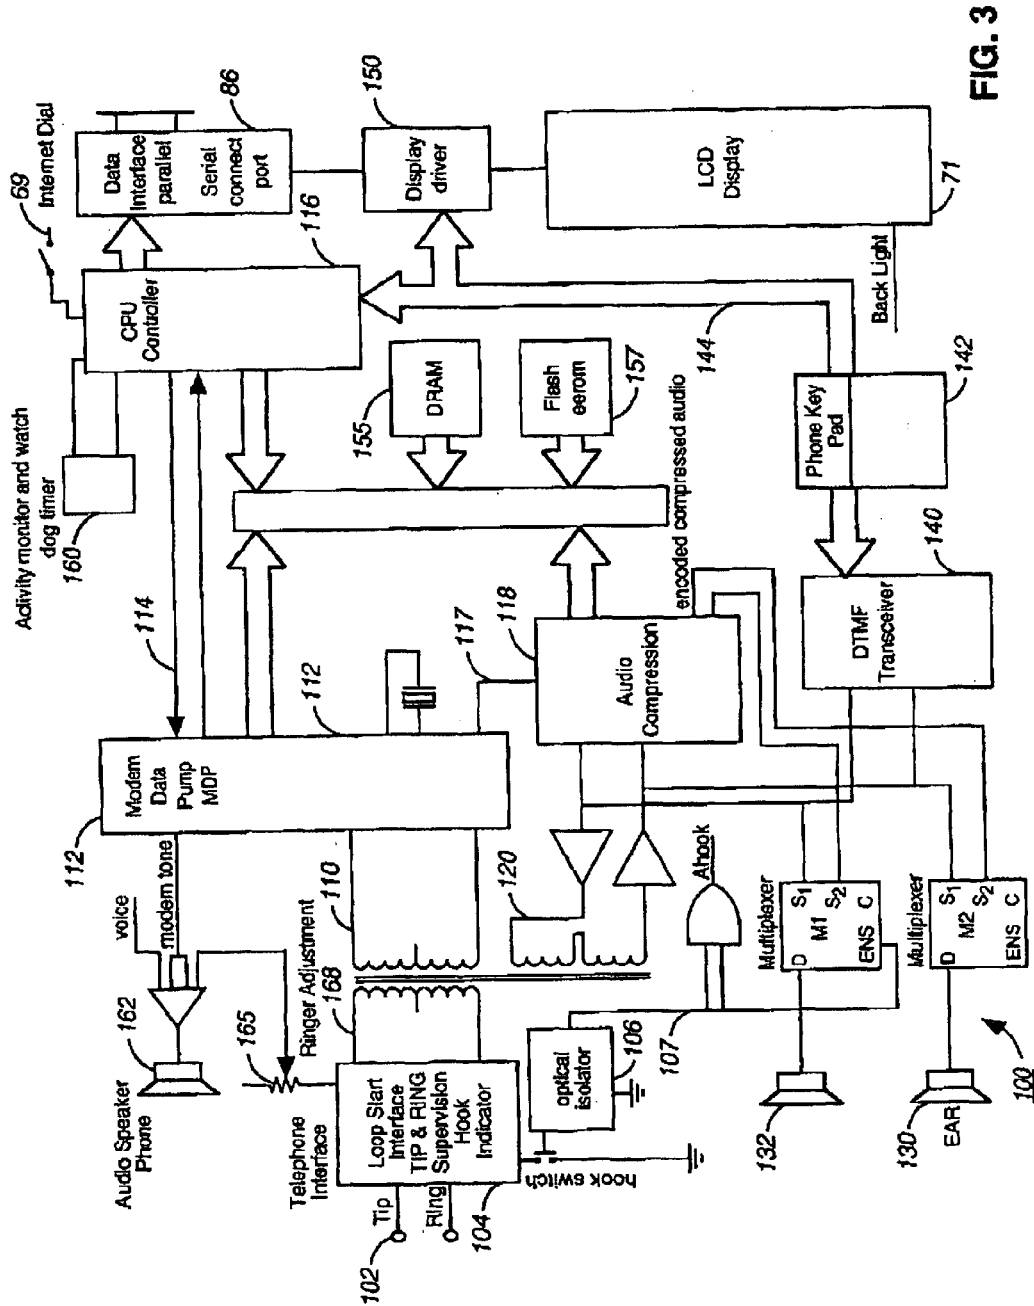 Activity monitor and watch
dog timer
160
69
Internet Dial
Data
Interface
parallel
Serial
connect
port
86
CPU
Controller
116
114
150
Display
driver
LCD
Display
71
Back Light
144
155
DRAM
Flash
eerom
157
Phone Key
Pad
142
encoded compressed audio
DTMF
Transceiver
140
112
Modem
Data
Pump
MDP
112
117
118
Audio
Compression
voice
modem tone
Audio Speaker
Phone
162
165
Ringer Adjustment
168
110
120
Telephone
Interface
Loop Start
Interface
TIP & RING
Supervision
Hook
Indicator
Tip
Ring
102
104
hook switch
optical
isolator
106
107
Ahook
Multiplexer
D
M1
S1
S2
ENS
C
Multiplexer
D
M2
S1
S2
ENS
C
132
130
EAR
100
FIG. 3